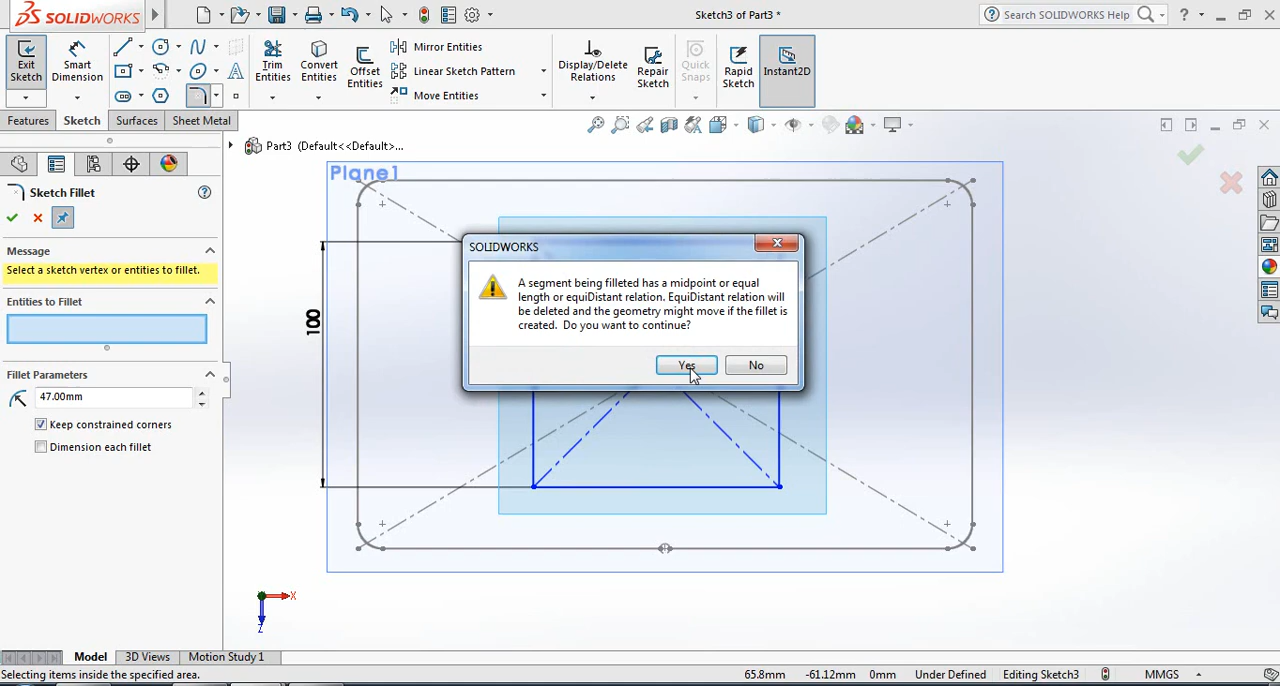 SOLIDWORKS
Sketch3 of Part3 *
Search SOLIDWORKS Help
Exit Sketch
Smart Dimension
Trim Entities
Convert Entities
Offset Entities
Mirror Entities
Linear Sketch Pattern
Move Entities
Display/Delete Relations
Repair Sketch
Quick Snaps
Rapid Sketch
Instant2D
Features
Sketch
Surfaces
Sheet Metal
Part3 (Default<<Default>...
Sketch Fillet
Message
Select a sketch vertex or entities to fillet.
Entities to Fillet
Fillet Parameters
47.00mm
Keep constrained corners
Dimension each fillet
Plane1
100
SOLIDWORKS
A segment being filleted has a midpoint or equal
length or equiDistant relation. EquiDistant relation will
be deleted and the geometry might move if the fillet is
created. Do you want to continue?
Yes
No
X
Z
Model
3D Views
Motion Study 1
Selecting items inside the specified area.
65.8mm
-61.12mm
0mm
Under Defined
Editing Sketch3
MMGS